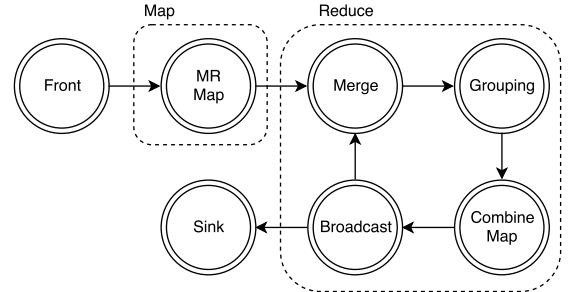 Map
Reduce
Front
MR
Map
Merge
Grouping
Sink
Broadcast
Combine
Map